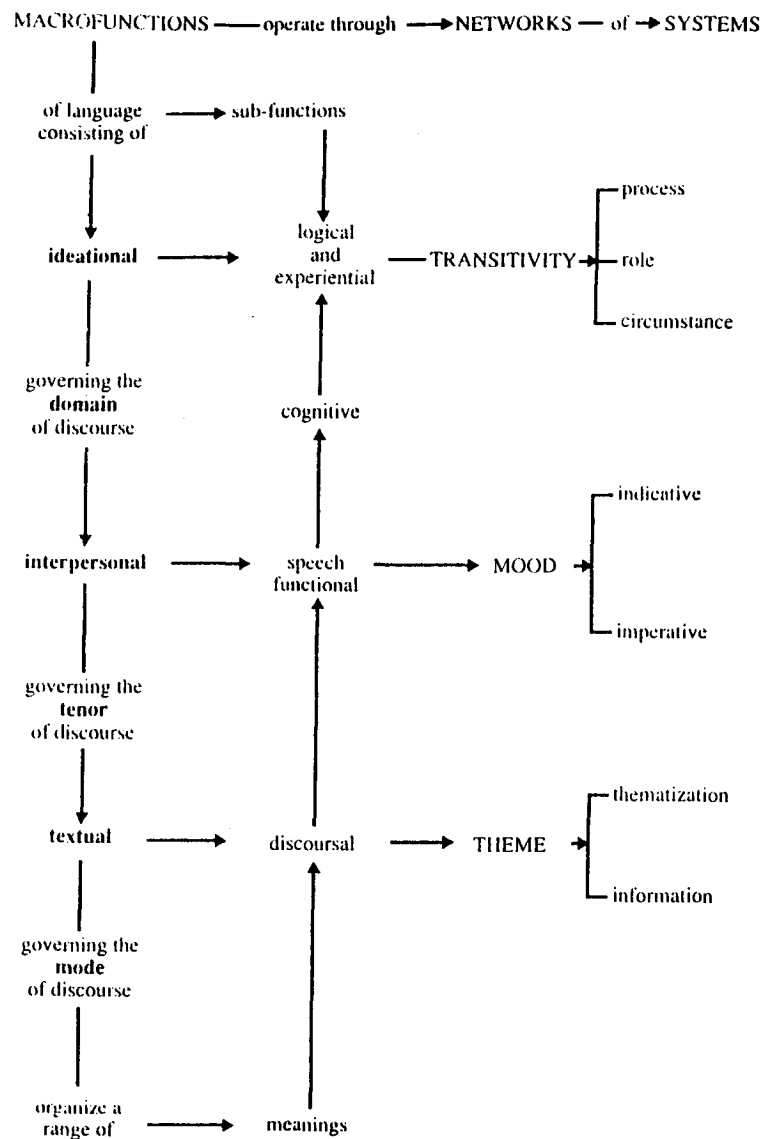 MACROFUNCTIONS operate through NETWORKS of SYSTEMS
of language
consisting of
sub-functions
process
ideational
logical
and
experiential
TRANSITIVITY
role
circumstance
governing the
domain
of discourse
cognitive
indicative
interpersonal
speech
functional
MOOD
imperative
governing the
tenor
of discourse
thematization
textual
discoursal
THEME
information
governing the
mode
of discourse
organize a
range of
meanings